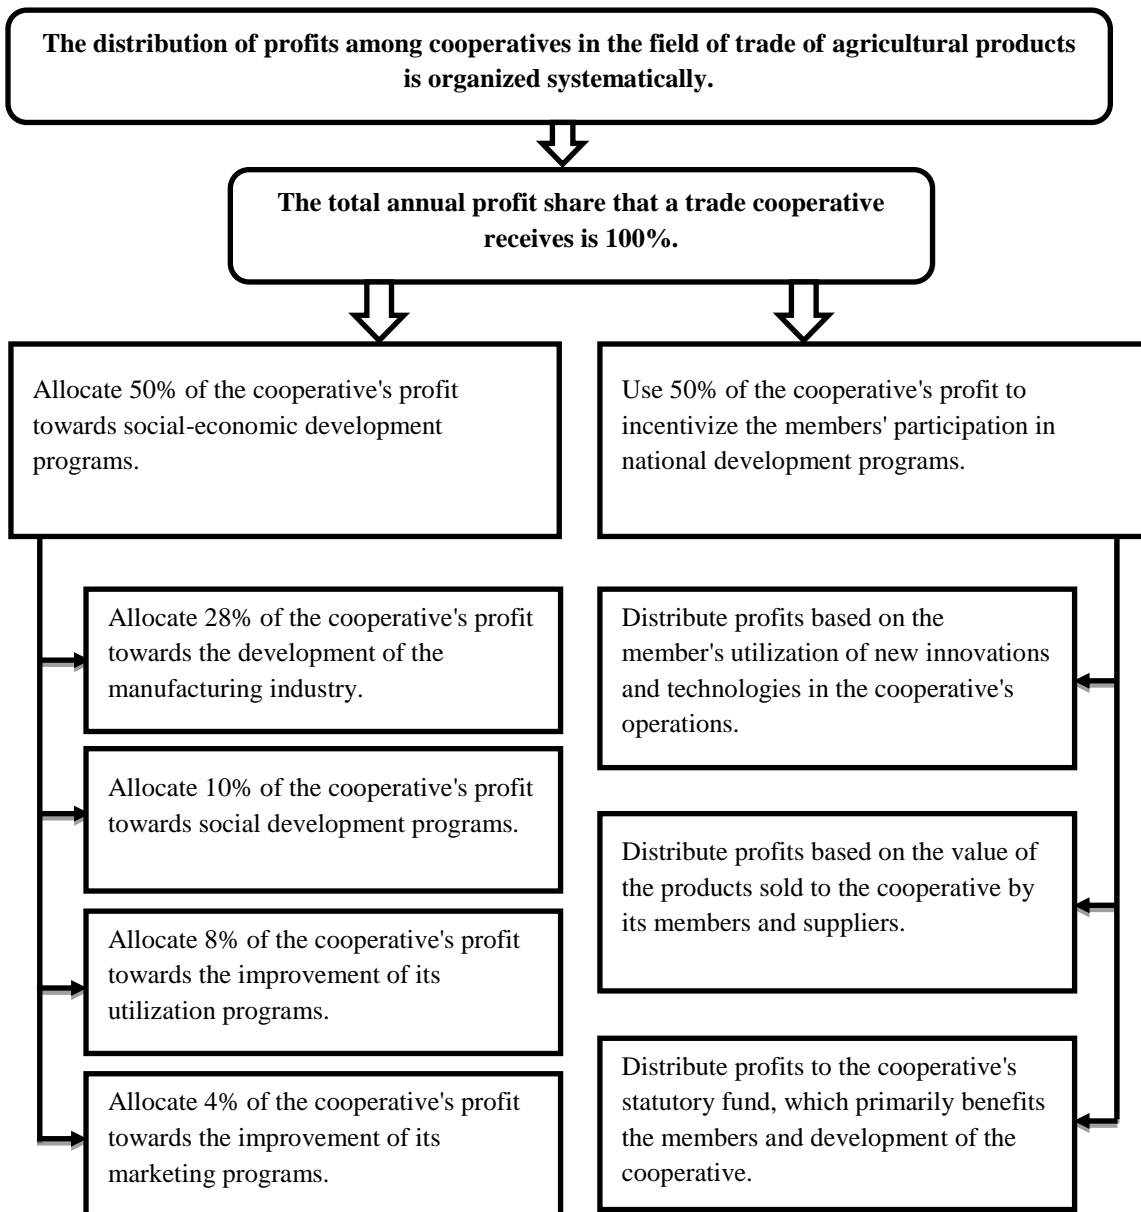 The distribution of profits among cooperatives in the field of trade of agricultural products
is organized systematically.
The total annual profit share that a trade cooperative
receives is 100%.
Allocate 50% of the cooperative's profit
towards social-economic development
programs.
Use 50% of the cooperative's profit to
incentivize the members' participation in
national development programs.
Allocate 28% of the cooperative's profit
towards the development of the
manufacturing industry.
Allocate 10% of the cooperative's profit
towards social development programs.
Allocate 8% of the cooperative's profit
towards the improvement of its
utilization programs.
Allocate 4% of the cooperative's profit
towards the improvement of its
marketing programs.
Distribute profits based on the
member's utilization of new innovations
and technologies in the cooperative's
operations.
Distribute profits based on the value of
the products sold to the cooperative by
its members and suppliers.
Distribute profits to the cooperative's
statutory fund, which primarily benefits
the members and development of the
cooperative.